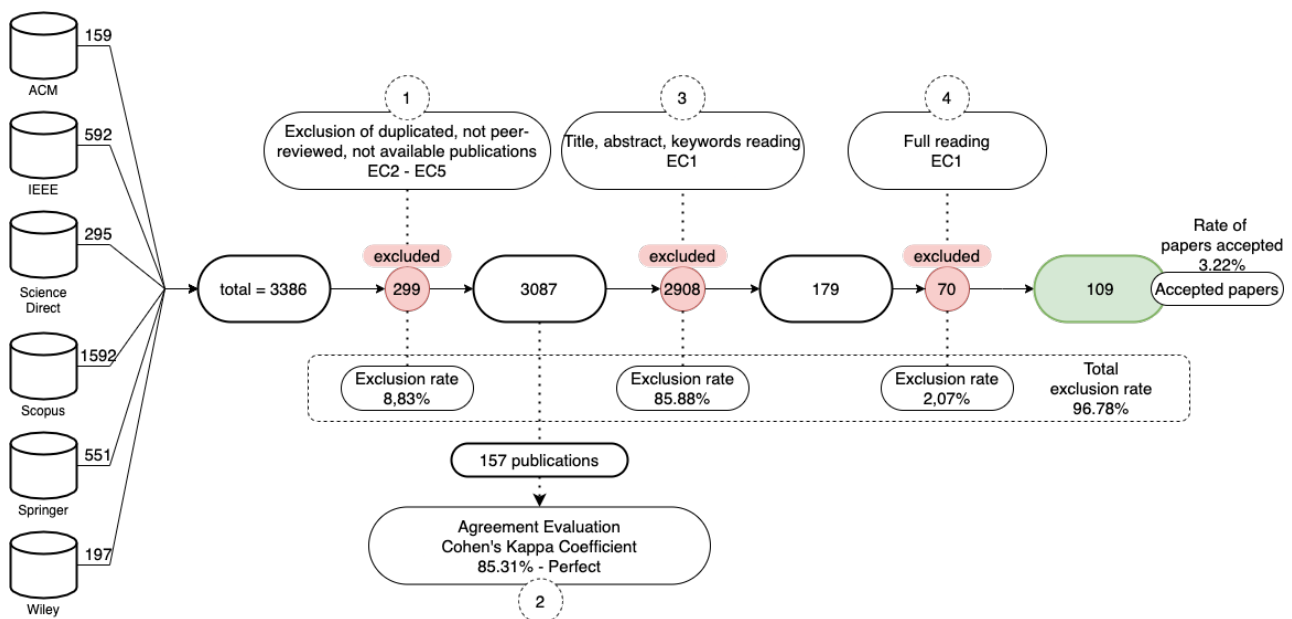 159
ACM
592
IEEE
295
Science
Direct
1592
Scopus
551
Springer
197
Wiley
total = 3386
1
Exclusion of duplicated, not peer-
reviewed, not available publications
EC2 - EC5
excluded
299
Exclusion rate
8,83%
3087
157 publications
Agreement Evaluation
Cohen's Kappa Coefficient
85.31% - Perfect
2
3
Title, abstract, keywords reading
EC1
excluded
2908
Exclusion rate
85.88%
179
4
Full reading
EC1
excluded
70
Exclusion rate
2,07%
109
Rate of
papers accepted
3.22%
Accepted papers
Total
exclusion rate
96.78%